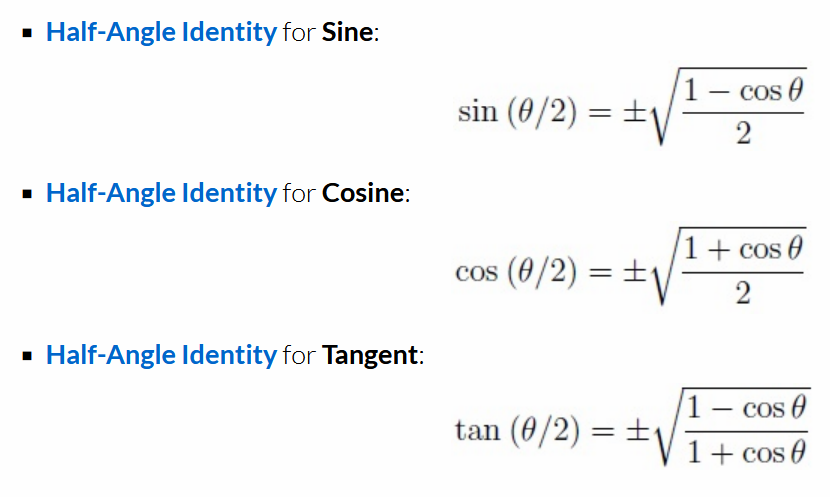 ▪ Half-Angle Identity for Sine:
sin (θ/2) = ±√((1 − cos θ)/2)
▪ Half-Angle Identity for Cosine:
cos (θ/2) = ±√((1 + cos θ)/2)
▪ Half-Angle Identity for Tangent:
tan (θ/2) = ±√((1 − cos θ)/(1 + cos θ))